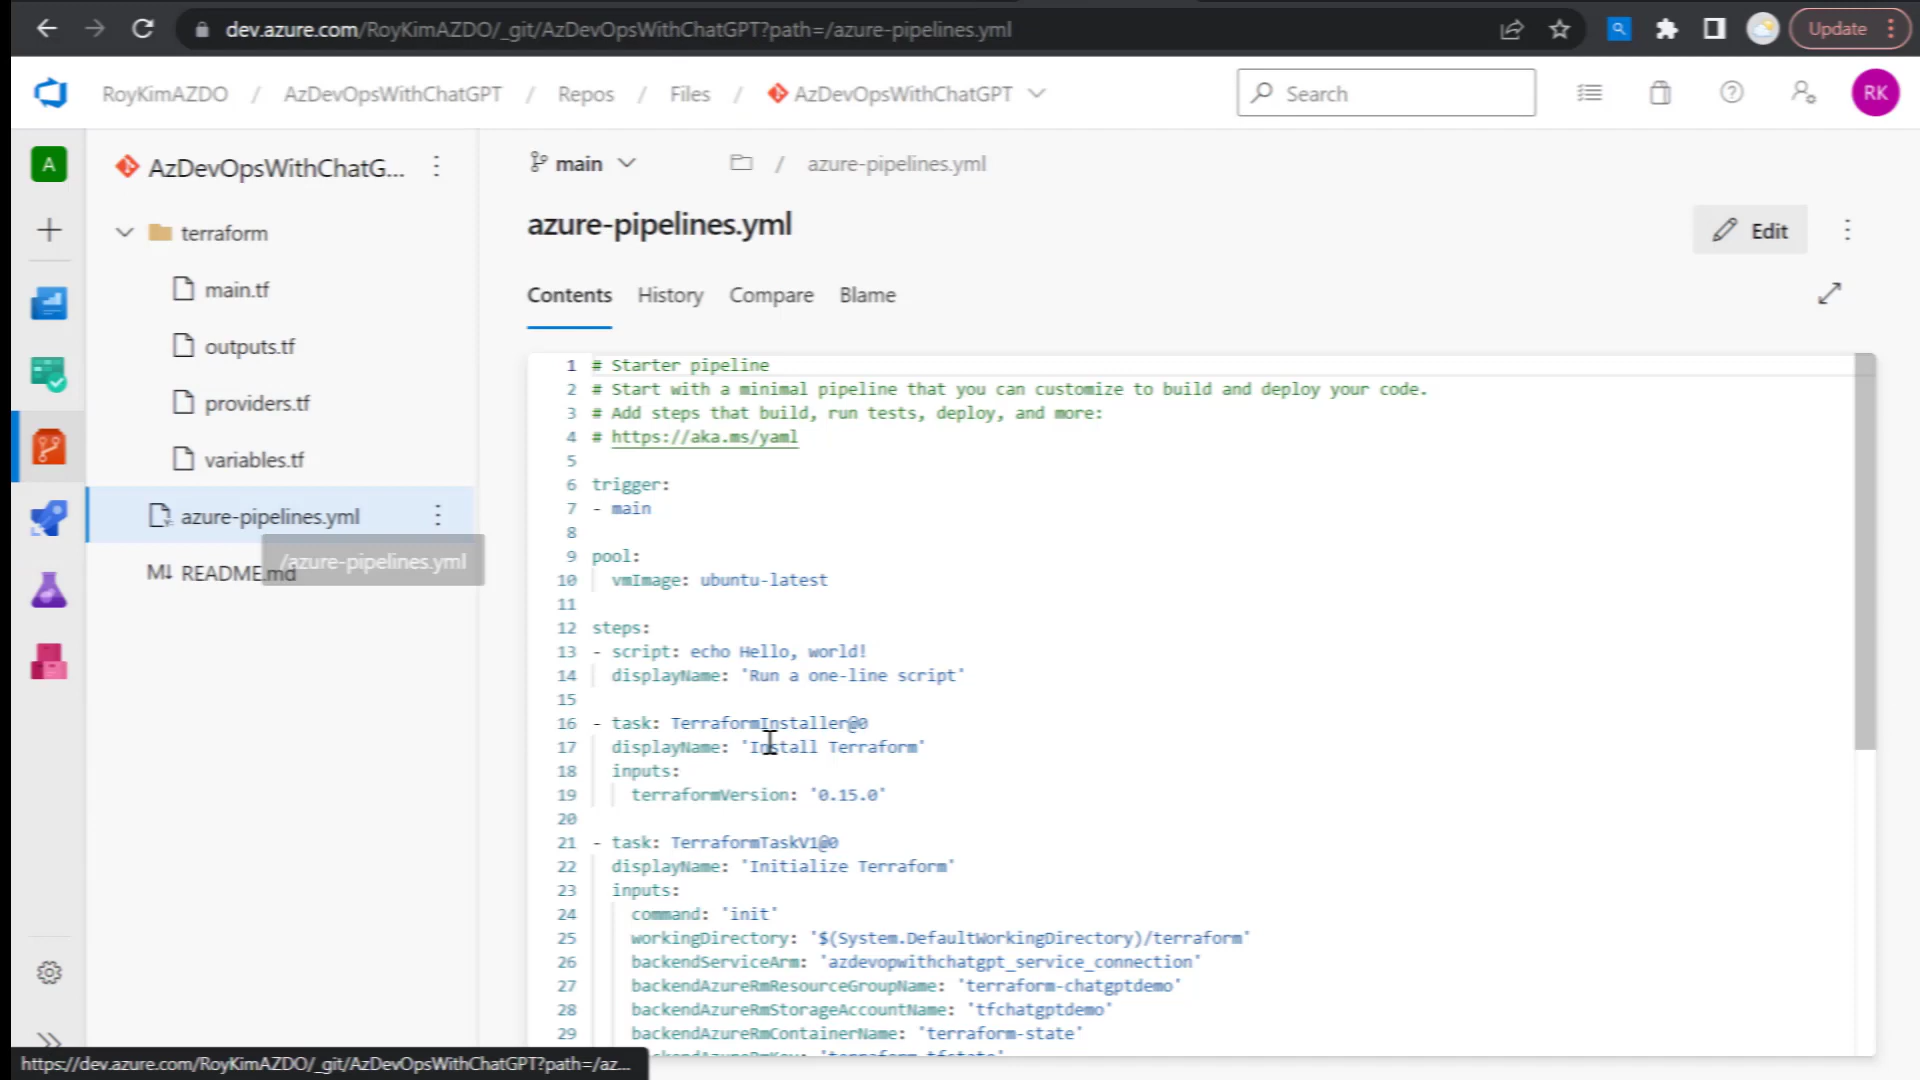 dev.azure.com/RoyKimAZDO/_git/AzDevOpsWithChatGPT?path=/azure-pipelines.yml
Update
RoyKimAZDO / AzDevOpsWithChatGPT / Repos / Files / AzDevOpsWithChatGPT
Search
RK
A
AzDevOpsWithChatG...
terraform
main.tf
outputs.tf
providers.tf
variables.tf
azure-pipelines.yml
/azure-pipelines.yml
M↓ README.md
main
/ azure-pipelines.yml
azure-pipelines.yml
Edit
Contents History Compare Blame
1 # Starter pipeline
2 # Start with a minimal pipeline that you can customize to build and deploy your code.
3 # Add steps that build, run tests, deploy, and more:
4 # https://aka.ms/yaml
5
6 trigger:
7 - main
8
9 pool:
10 vmImage: ubuntu-latest
11
12 steps:
13 - script: echo Hello, world!
14 displayName: 'Run a one-line script'
15
16 - task: TerraformInstaller@0
17 displayName: 'Install Terraform'
18 inputs:
19 terraformVersion: '0.15.0'
20
21 - task: TerraformTaskV1@0
22 displayName: 'Initialize Terraform'
23 inputs:
24 command: 'init'
25 workingDirectory: '$(System.DefaultWorkingDirectory)/terraform'
26 backendServiceArm: 'azdevopwithchatgpt_service_connection'
27 backendAzureRmResourceGroupName: 'terraform-chatgptdemo'
28 backendAzureRmStorageAccountName: 'tfchatgptdemo'
29 backendAzureRmContainerName: 'terraform-state'
backendAzureRmKey: 'terraform.tfstate'
https://dev.azure.com/RoyKimAZDO/_git/AzDevOpsWithChatGPT?path=/az...